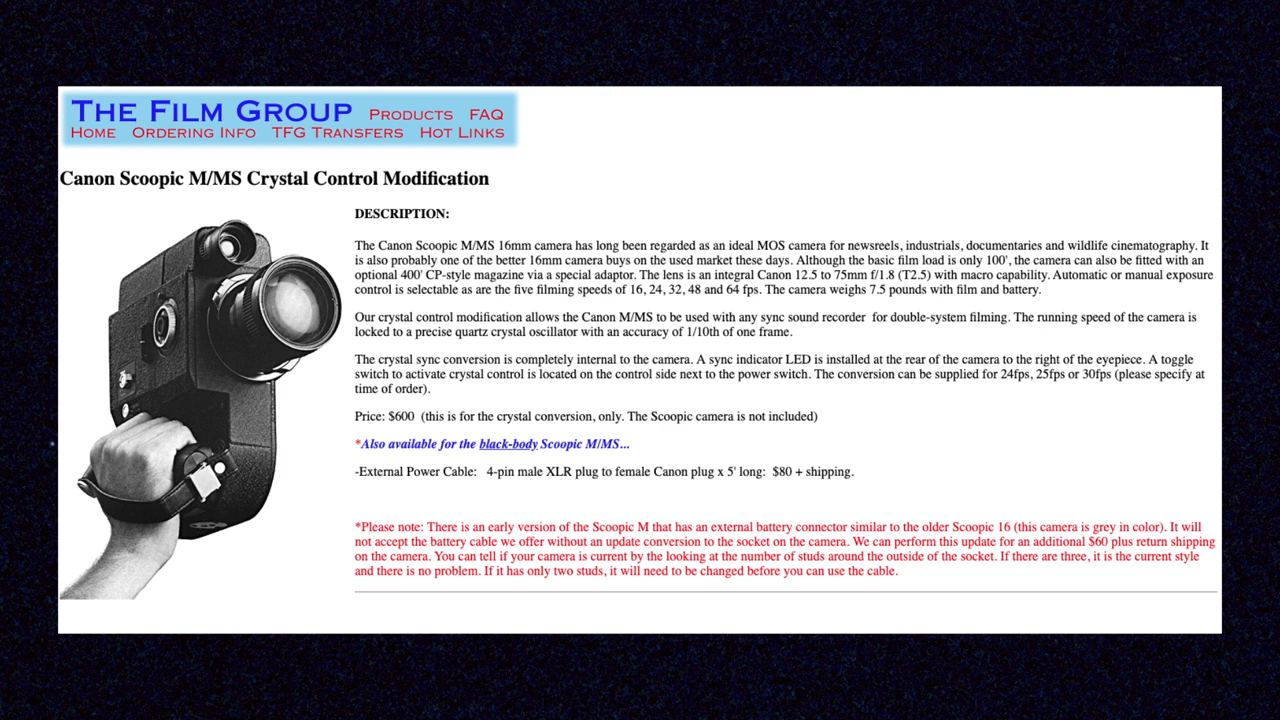 THE FILM GROUP PRODUCTS FAQ
HOME ORDERING INFO TFG TRANSFERS HOT LINKS
Canon Scoopic M/MS Crystal Control Modification
DESCRIPTION:
The Canon Scoopic M/MS 16mm camera has long been regarded as an ideal MOS camera for newsreels, industrials, documentaries and wildlife cinematography. It
is also probably one of the better 16mm camera buys on the used market these days. Although the basic film load is only 100', the camera can also be fitted with an
optional 400' CP-style magazine via a special adaptor. The lens is an integral Canon 12.5 to 75mm f/1.8 (T2.5) with macro capability. Automatic or manual exposure
control is selectable as are the five filming speeds of 16, 24, 32, 48 and 64 fps. The camera weighs 7.5 pounds with film and battery.
Our crystal control modification allows the Canon M/MS to be used with any sync sound recorder for double-system filming. The running speed of the camera is
locked to a precise quartz crystal oscillator with an accuracy of 1/10th of one frame.
The crystal sync conversion is completely internal to the camera. A sync indicator LED is installed at the rear of the camera to the right of the eyepiece. A toggle
switch to activate crystal control is located on the control side next to the power switch. The conversion can be supplied for 24fps, 25fps or 30fps (please specify at
time of order).
Price: $600 (this is for the crystal conversion, only. The Scoopic camera is not included)
*Also available for the black-body Scoopic M/MS...
-External Power Cable: 4-pin male XLR plug to female Canon plug x 5' long: $80 + shipping.
*Please note: There is an early version of the Scoopic M that has an external battery connector similar to the older Scoopic 16 (this camera is grey in color). It will
not accept the battery cable we offer without an update conversion to the socket on the camera. We can perform this update for an additional $60 plus return shipping
on the camera. You can tell if your camera is current by the looking at the number of studs around the outside of the socket. If there are three, it is the current style
and there is no problem. If it has only two studs, it will need to be changed before you can use the cable.